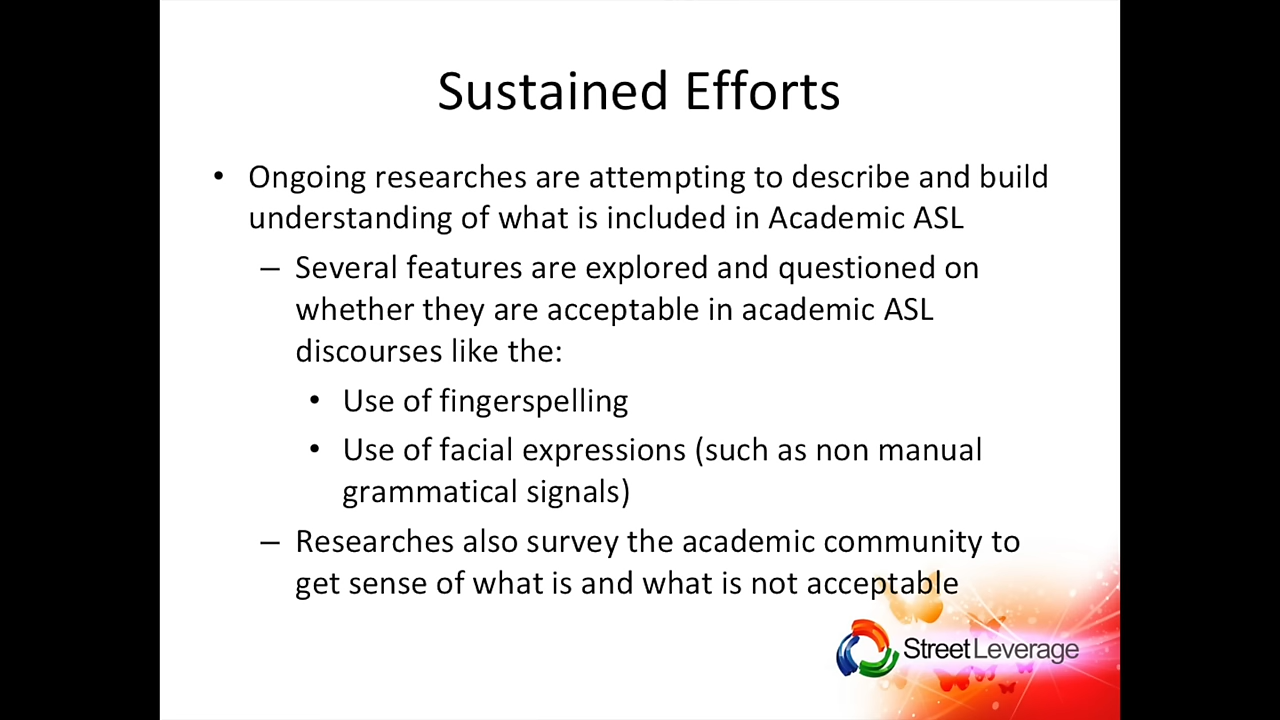 Sustained Efforts
• Ongoing researches are attempting to describe and build
understanding of what is included in Academic ASL
– Several features are explored and questioned on
whether they are acceptable in academic ASL
discourses like the:
• Use of fingerspelling
• Use of facial expressions (such as non manual
grammatical signals)
– Researches also survey the academic community to
get sense of what is and what is not acceptable
StreetLeverage